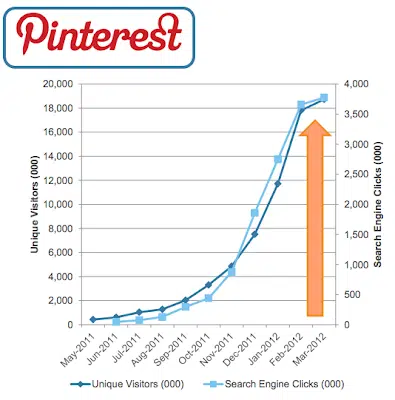 Pinterest
20,000
18,000
16,000
14,000
12,000
10,000
8,000
6,000
4,000
2,000
0
Unique Visitors (000)
4,000
3,500
3,000
2,500
2,000
1,500
1,000
500
0
Search Engine Clicks (000)
May-2011
Jun-2011
Jul-2011
Aug-2011
Sep-2011
Oct-2011
Nov-2011
Dec-2011
Jan-2012
Feb-2012
Mar-2012
Unique Visitors (000) Search Engine Clicks (000)